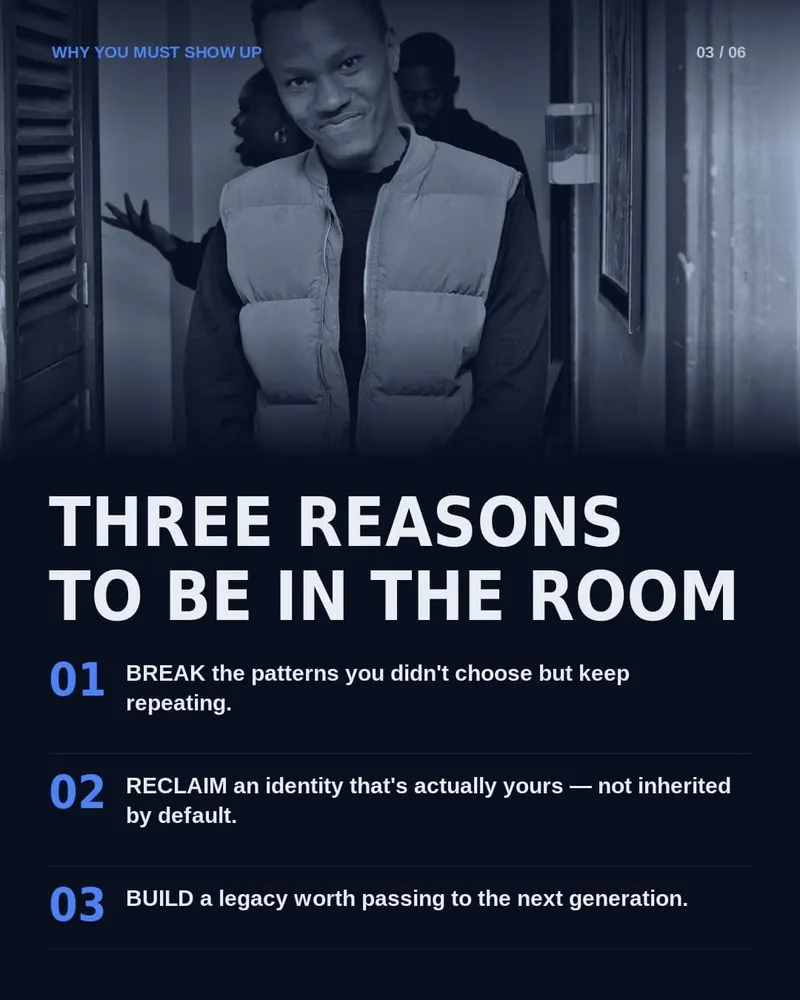 WHY YOU MUST SHOW UP
03 / 06
THREE REASONS
TO BE IN THE ROOM
01
BREAK the patterns you didn't choose but keep
repeating.
02
RECLAIM an identity that's actually yours — not inherited
by default.
03
BUILD a legacy worth passing to the next generation.